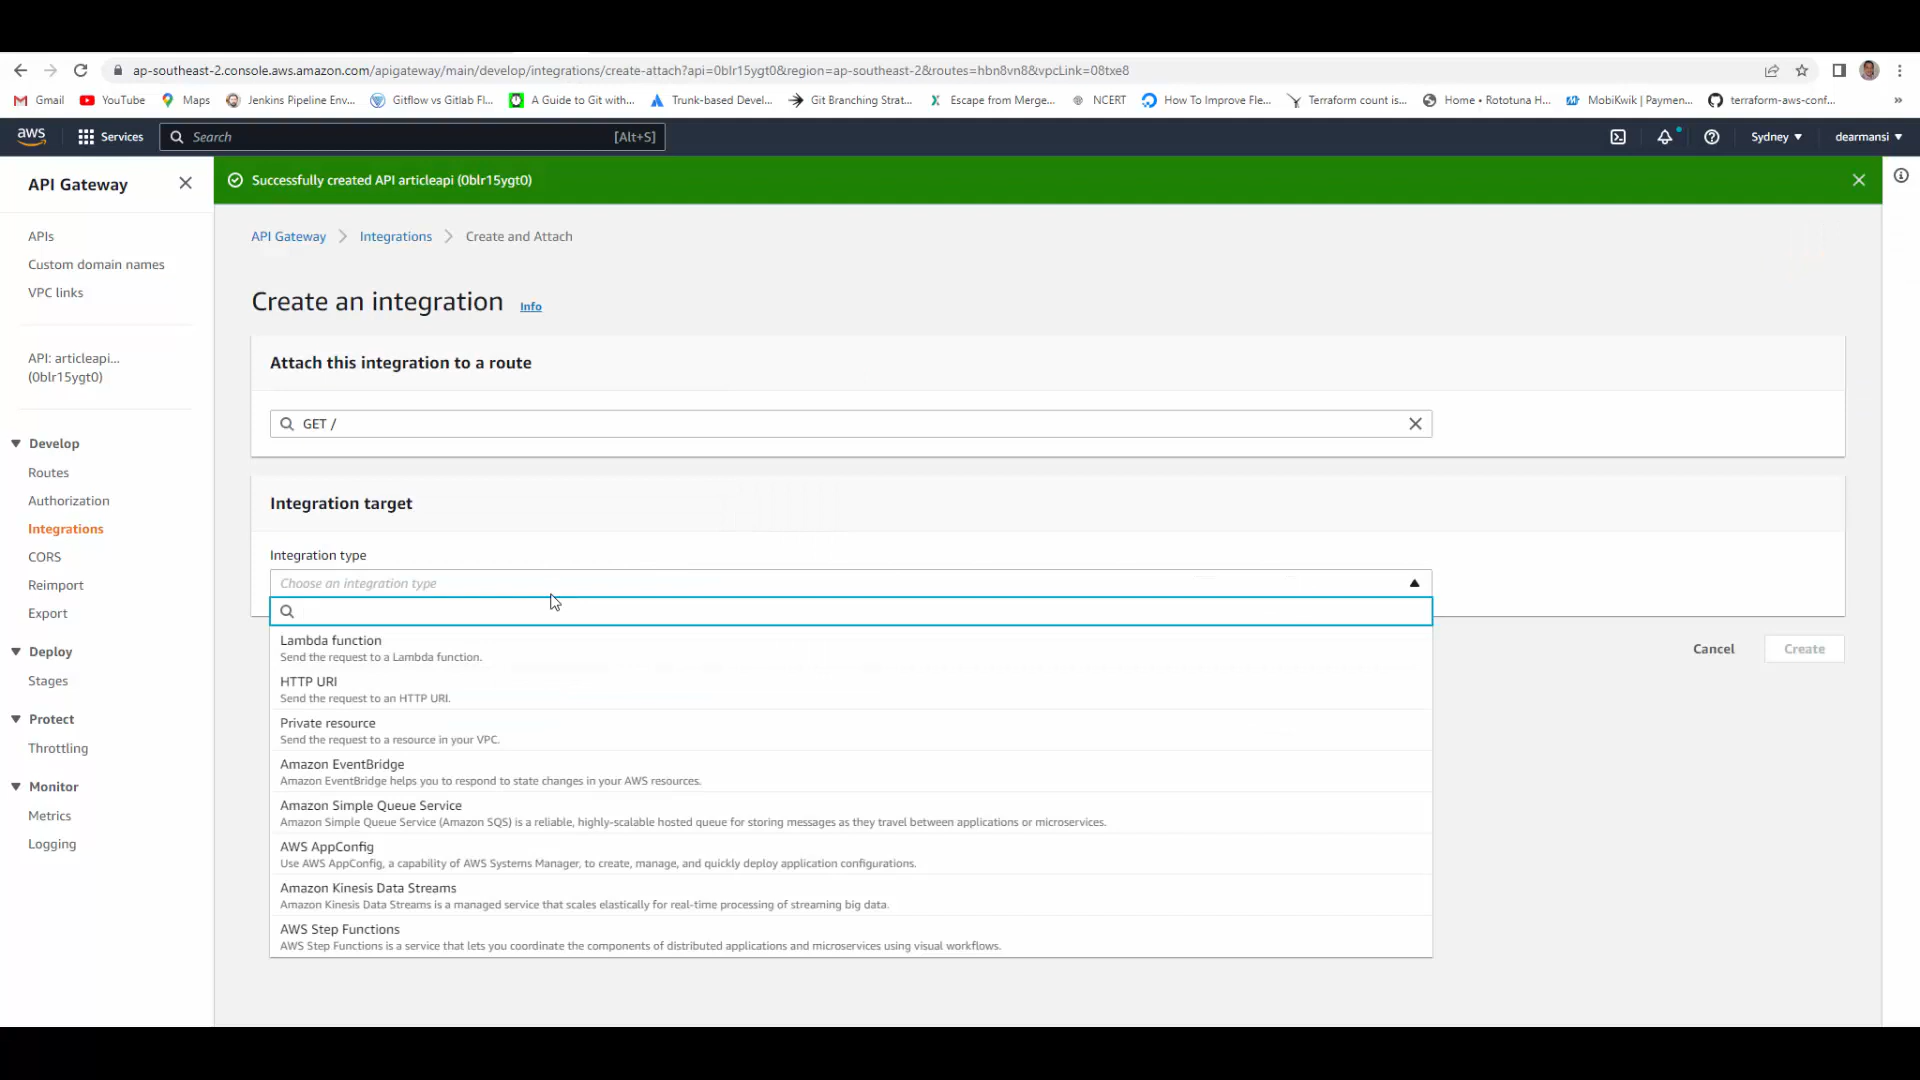 ap-southeast-2.console.aws.amazon.com/apigateway/main/develop/integrations/create-attach?api=0blr15ygt0&region=ap-southeast-2&routes=hbn8vn8&vpcLink=08txe8
Gmail YouTube Maps Jenkins Pipeline Env... Gitflow vs Gitlab Fl... A Guide to Git with... Trunk-based Devel... Git Branching Strat... Escape from Merge... NCERT How To Improve Fle... Terraform count is... Home • Rototuna H... MobiKwik | Paymen... terraform-aws-conf... »
aws Services Search [Alt+S] Sydney dearmansi
API Gateway
Successfully created API articleapi (0blr15ygt0)
APIs
Custom domain names
VPC links
API: articleapi...
(0blr15ygt0)
Develop
Routes
Authorization
Integrations
CORS
Reimport
Export
Deploy
Stages
Protect
Throttling
Monitor
Metrics
Logging
API Gateway Integrations Create and Attach
Create an integration Info
Attach this integration to a route
GET /
Integration target
Integration type
Choose an integration type
Lambda function
Send the request to a Lambda function.
HTTP URI
Send the request to an HTTP URI.
Private resource
Send the request to a resource in your VPC.
Amazon EventBridge
Amazon EventBridge helps you to respond to state changes in your AWS resources.
Amazon Simple Queue Service
Amazon Simple Queue Service (Amazon SQS) is a reliable, highly-scalable hosted queue for storing messages as they travel between applications or microservices.
AWS AppConfig
Use AWS AppConfig, a capability of AWS Systems Manager, to create, manage, and quickly deploy application configurations.
Amazon Kinesis Data Streams
Amazon Kinesis Data Streams is a managed service that scales elastically for real-time processing of streaming big data.
AWS Step Functions
AWS Step Functions is a service that lets you coordinate the components of distributed applications and microservices using visual workflows.
Cancel Create